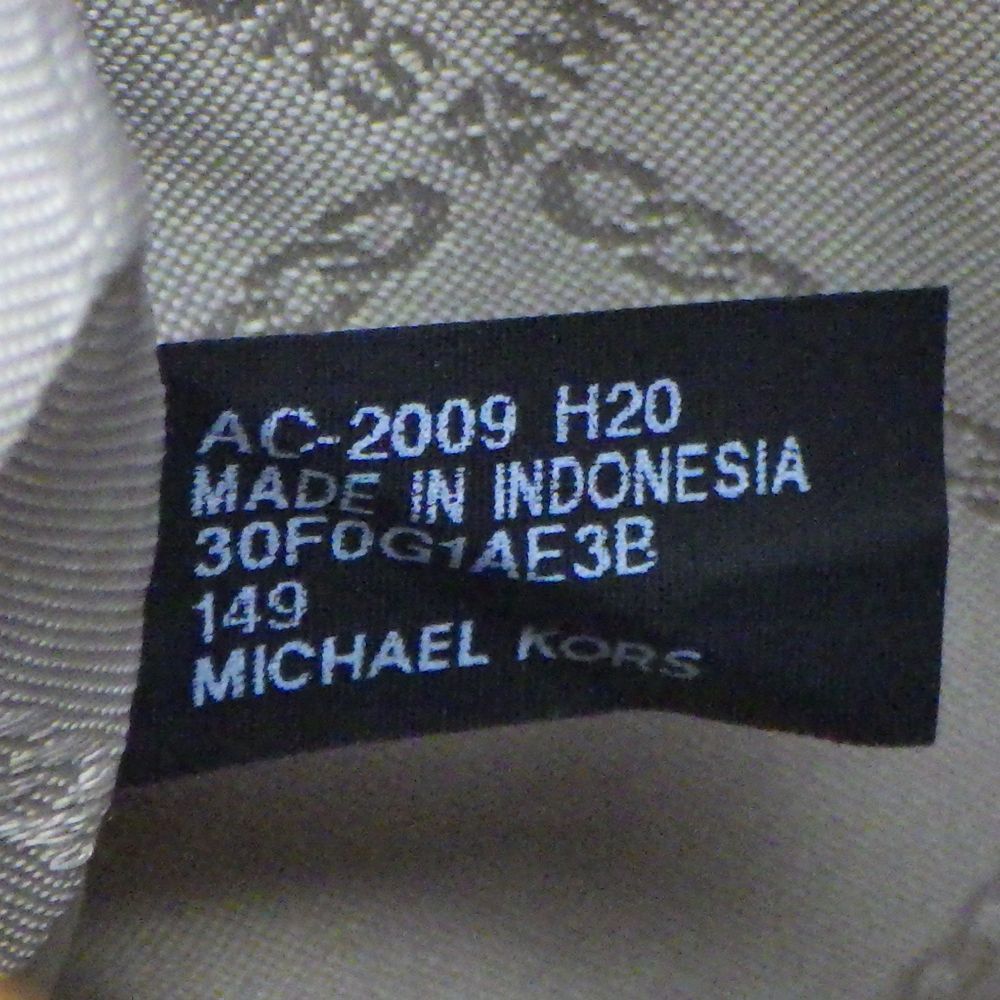 AC-2009 H20
MADE IN INDONESIA
30F0G1AE3B
149
MICHAEL KORS